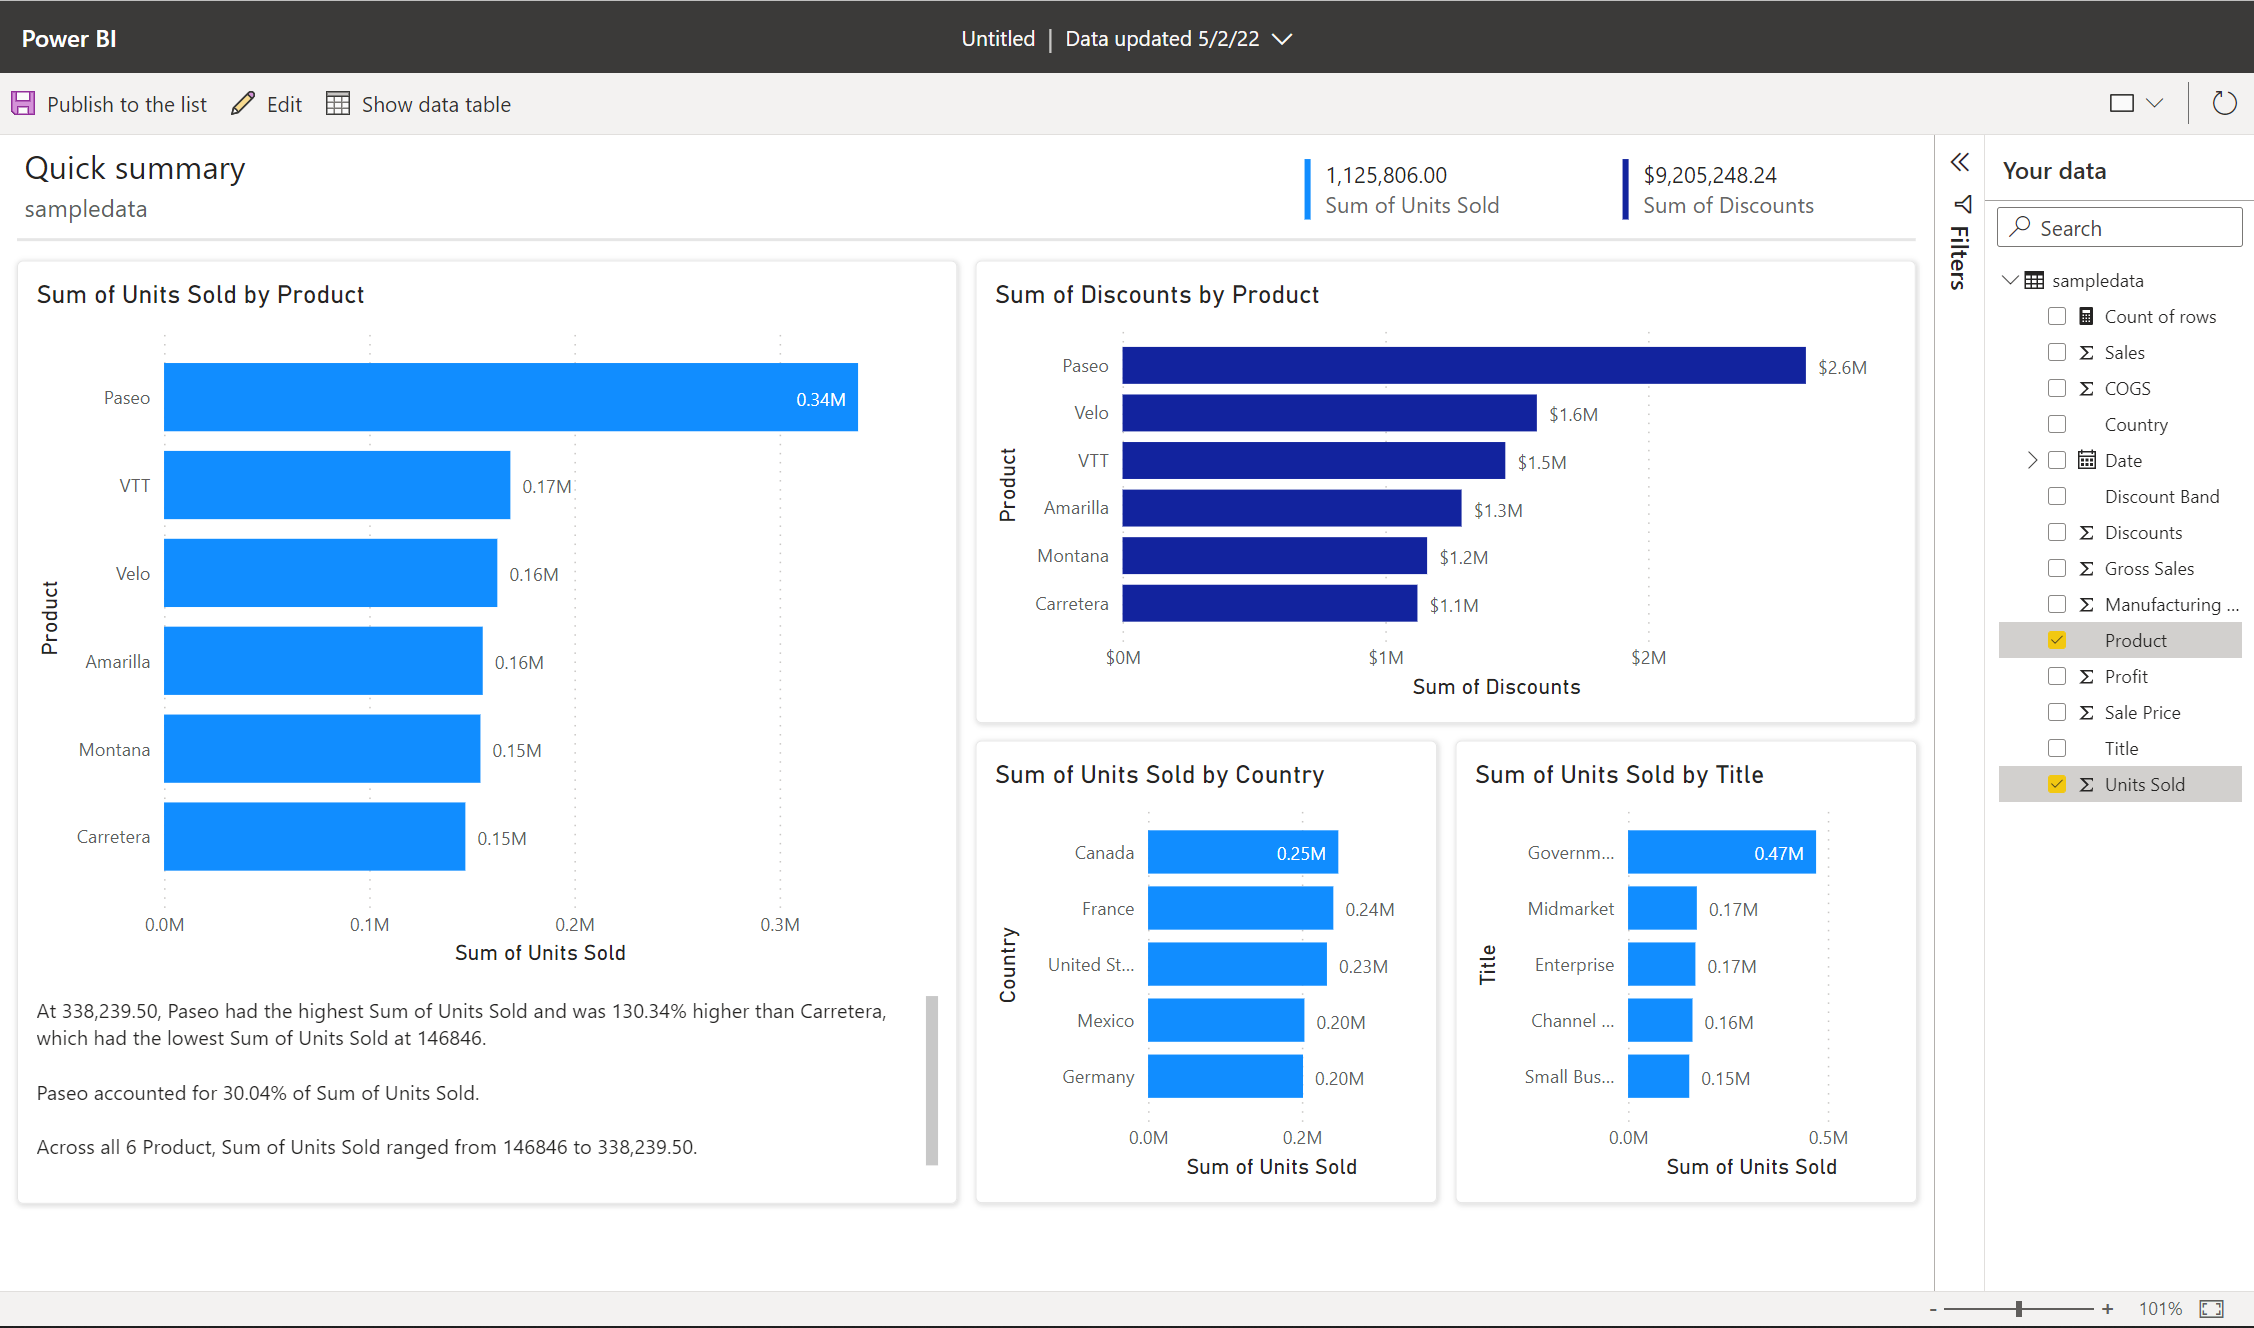 Power BI
Untitled | Data updated 5/2/22
Publish to the list
Edit
Show data table
Quick summary
sampledata
1,125,806.00
Sum of Units Sold
$9,205,248.24
Sum of Discounts
Sum of Units Sold by Product
Product
Paseo
0.34M
VTT
0.17M
Velo
0.16M
Amarilla
0.16M
Montana
0.15M
Carretera
0.15M
0.0M 0.1M 0.2M 0.3M
Sum of Units Sold
At 338,239.50, Paseo had the highest Sum of Units Sold and was 130.34% higher than Carretera,
which had the lowest Sum of Units Sold at 146846.
Paseo accounted for 30.04% of Sum of Units Sold.
Across all 6 Product, Sum of Units Sold ranged from 146846 to 338,239.50.
Sum of Discounts by Product
Product
Paseo
$2.6M
Velo
$1.6M
VTT
$1.5M
Amarilla
$1.3M
Montana
$1.2M
Carretera
$1.1M
$0M $1M $2M
Sum of Discounts
Sum of Units Sold by Country
Country
Canada
0.25M
France
0.24M
United St...
0.23M
Mexico
0.20M
Germany
0.20M
0.0M 0.2M
Sum of Units Sold
Sum of Units Sold by Title
Title
Governm...
0.47M
Midmarket
0.17M
Enterprise
0.17M
Channel ...
0.16M
Small Bus...
0.15M
0.0M 0.5M
Sum of Units Sold
Filters
Your data
Search
sampledata
Count of rows
Σ Sales
Σ COGS
Country
Date
Discount Band
Σ Discounts
Σ Gross Sales
Σ Manufacturing ...
Product
Σ Profit
Σ Sale Price
Title
Σ Units Sold
- + 101%